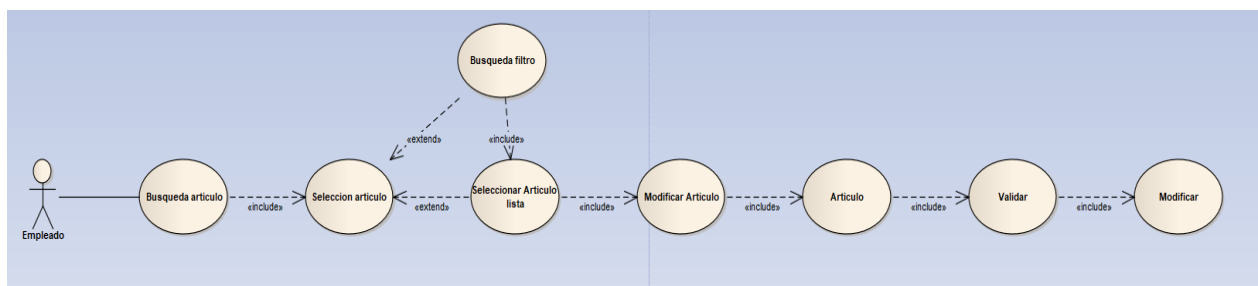 Busqueda filtro
«extend»
«include»
Empleado
Busqueda articulo
«include»
Seleccion articulo
«extend»
Seleccionar Articulo
lista
«include»
Modificar Articulo
«include»
Articulo
«include»
Validar
«include»
Modificar